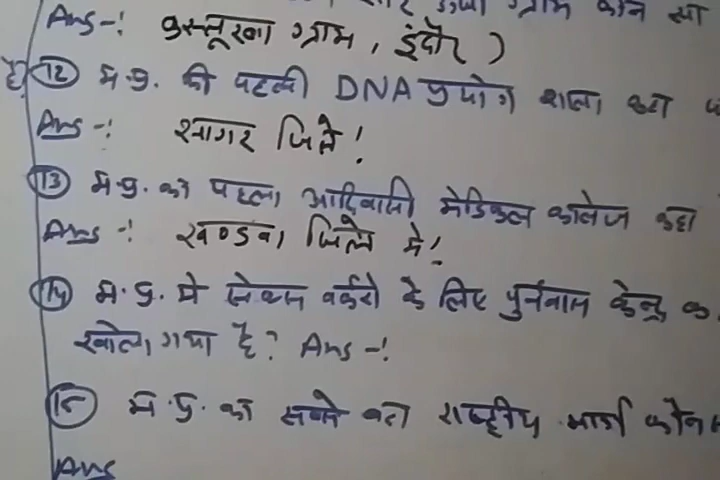 ऊर्जा ग्राम कौन सा
Ans-! कस्तूरबा ग्राम, इंदौर )
है? (12) म.प्र. की पहली DNA प्रयोग शाला कहा
Ans -: सागर जिले!
(13) म.प्र. का पहला आदिवासी मेडिकल कालेज कहा
Ans -! खण्डवा जिले मे!
(14) म.प्र. मे सेक्स वर्करो के लिए पुर्नवास केन्द्र क
खोला गया है? Ans -!
(15) म.प्र. का सबसे बडा राष्ट्रीय मार्ग कौन
Ans